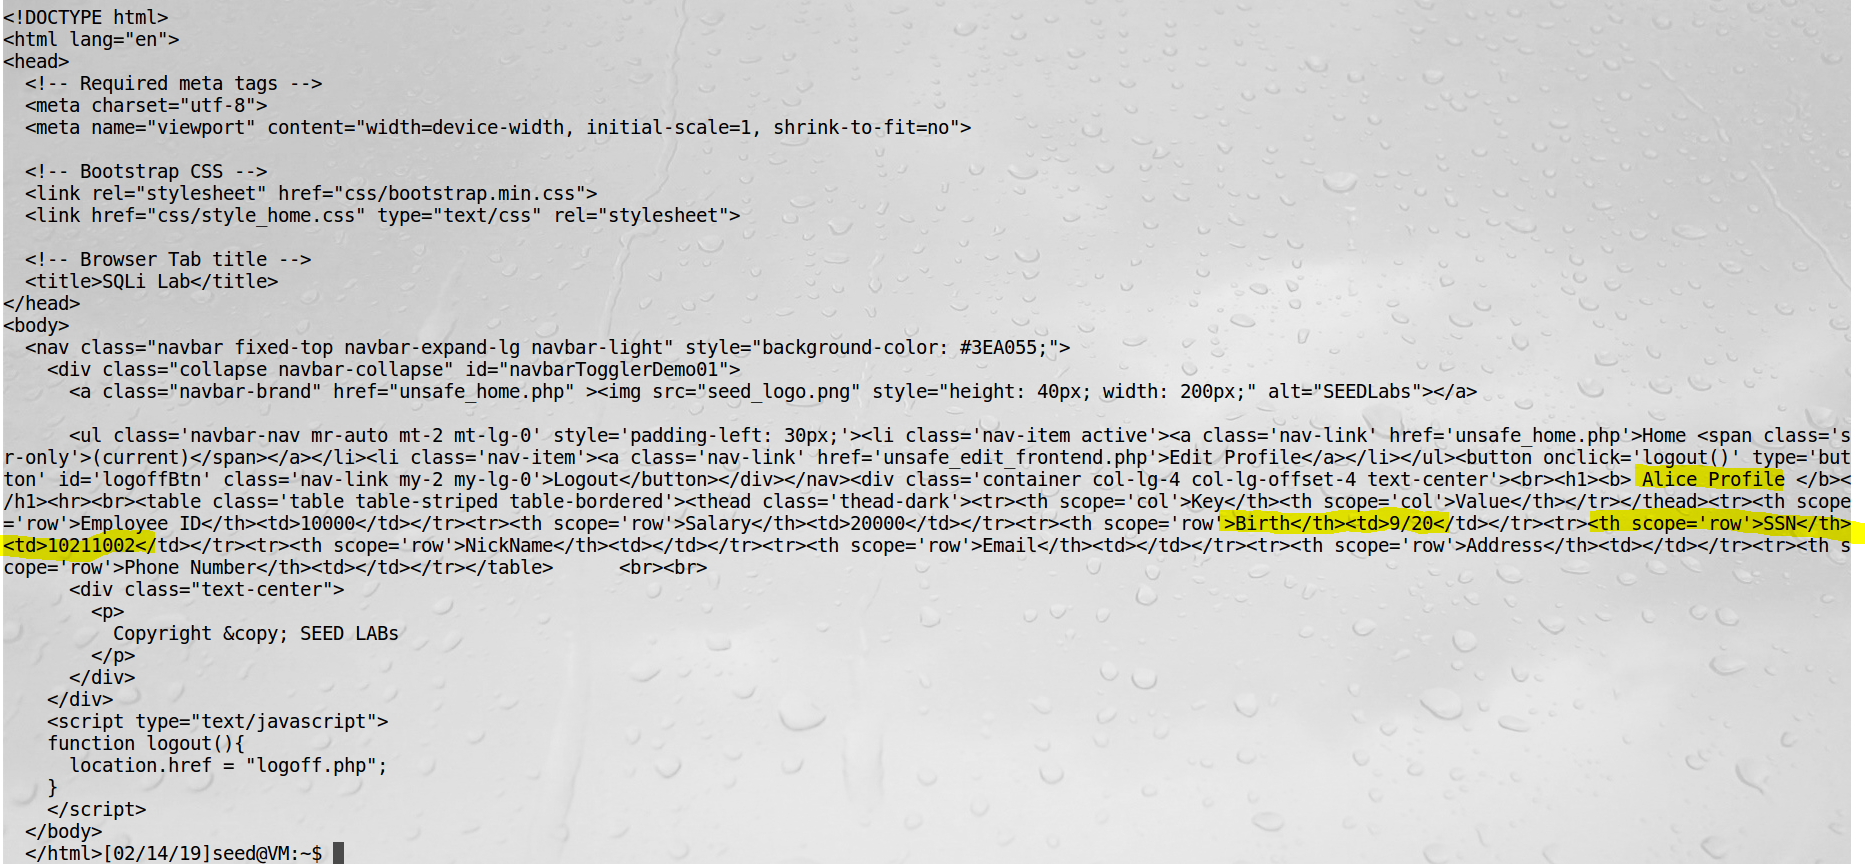 <!DOCTYPE html>
<html lang="en">
<head>
  <!-- Required meta tags -->
  <meta charset="utf-8">
  <meta name="viewport" content="width=device-width, initial-scale=1, shrink-to-fit=no">

  <!-- Bootstrap CSS -->
  <link rel="stylesheet" href="css/bootstrap.min.css">
  <link href="css/style_home.css" type="text/css" rel="stylesheet">

  <!-- Browser Tab title -->
  <title>SQLi Lab</title>
</head>
<body>
  <nav class="navbar fixed-top navbar-expand-lg navbar-light" style="background-color: #3EA055;">
    <div class="collapse navbar-collapse" id="navbarTogglerDemo01">
      <a class="navbar-brand" href="unsafe_home.php" ><img src="seed_logo.png" style="height: 40px; width: 200px;" alt="SEEDLabs"></a>

      <ul class='navbar-nav mr-auto mt-2 mt-lg-0' style='padding-left: 30px;'><li class='nav-item active'><a class='nav-link' href='unsafe_home.php'>Home <span class='s
r-only'>(current)</span></a></li><li class='nav-item'><a class='nav-link' href='unsafe_edit_frontend.php'>Edit Profile</a></li></ul><button onclick='logout()' type='but
ton' id='logoffBtn' class='nav-link my-2 my-lg-0'>Logout</button></div></nav><div class='container col-lg-4 col-lg-offset-4 text-center'><br><h1><b> Alice Profile </b><
/h1><hr><br><table class='table table-striped table-bordered'><thead class='thead-dark'><tr><th scope='col'>Key</th><th scope='col'>Value</th></tr></thead><tr><th scope
='row'>Employee ID</th><td>10000</td></tr><tr><th scope='row'>Salary</th><td>20000</td></tr><tr><th scope='row'>Birth</th><td>9/20</td></tr><tr><th scope='row'>SSN</th>
<td>10211002</td></tr><tr><th scope='row'>NickName</th><td></td></tr><tr><th scope='row'>Email</th><td></td></tr><tr><th scope='row'>Address</th><td></td></tr><tr><th s
cope='row'>Phone Number</th><td></td></tr></table>      <br><br>
      <div class="text-center">
        <p>
          Copyright &copy; SEED LABs
        </p>
      </div>
    </div>
    <script type="text/javascript">
    function logout(){
      location.href = "logoff.php";
    }
    </script>
  </body>
  </html>[02/14/19]seed@VM:~$